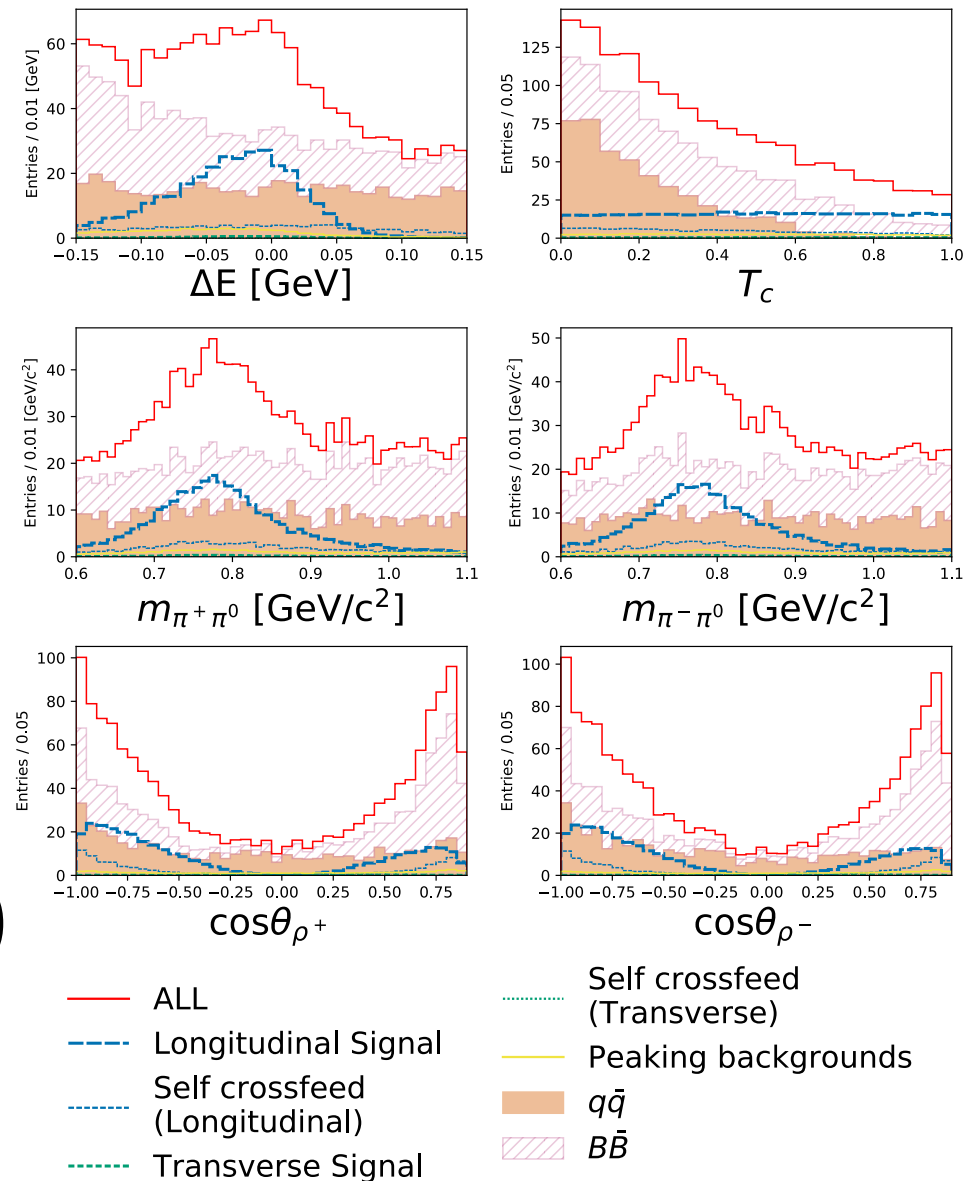 Entries / 0.01 [GeV]
60
40
20
0
−0.15 −0.10 −0.05 0.00 0.05 0.10 0.15
ΔE [GeV]
Entries / 0.05
125
100
75
50
25
0
0.0 0.2 0.4 0.6 0.8 1.0
T_c
Entries / 0.01 [GeV/c²]
40
30
20
10
0
0.6 0.7 0.8 0.9 1.0 1.1
m_{π⁺π⁰} [GeV/c²]
Entries / 0.01 [GeV/c²]
50
40
30
20
10
0
0.6 0.7 0.8 0.9 1.0 1.1
m_{π⁻π⁰} [GeV/c²]
Entries / 0.05
100
80
60
40
20
0
−1.00 −0.75 −0.50 −0.25 0.00 0.25 0.50 0.75
cosθ_{ρ⁺}
Entries / 0.05
100
80
60
40
20
0
−1.00 −0.75 −0.50 −0.25 0.00 0.25 0.50 0.75
cosθ_{ρ⁻}
)
ALL
Longitudinal Signal
Self crossfeed
(Longitudinal)
Transverse Signal
Self crossfeed
(Transverse)
Peaking backgrounds
qq̄
BB̄